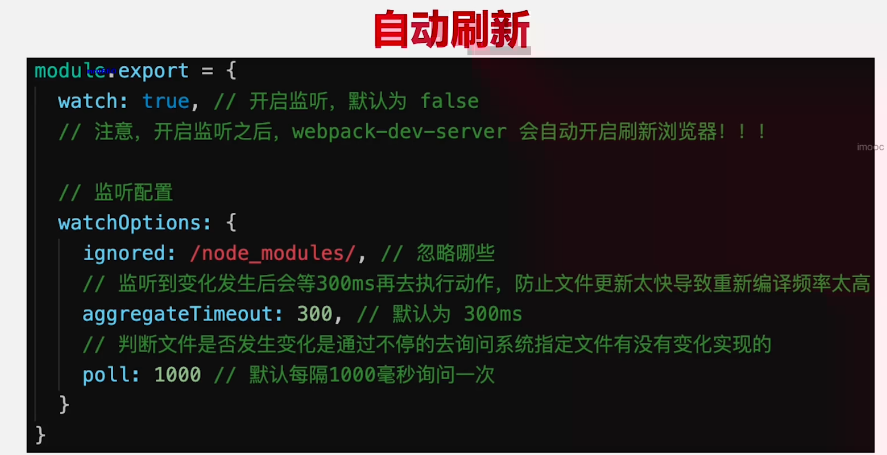 自动刷新
module.export = {
watch: true, // 开启监听，默认为 false
// 注意，开启监听之后，webpack-dev-server 会自动开启刷新浏览器！！！
imooc
// 监听配置
watchOptions: {
ignored: /node_modules/, // 忽略哪些
// 监听到变化发生后会等300ms再去执行动作，防止文件更新太快导致重新编译频率太高
aggregateTimeout: 300, // 默认为 300ms
// 判断文件是否发生变化是通过不停的去询问系统指定文件有没有变化实现的
poll: 1000 // 默认每隔1000毫秒询问一次
}
}